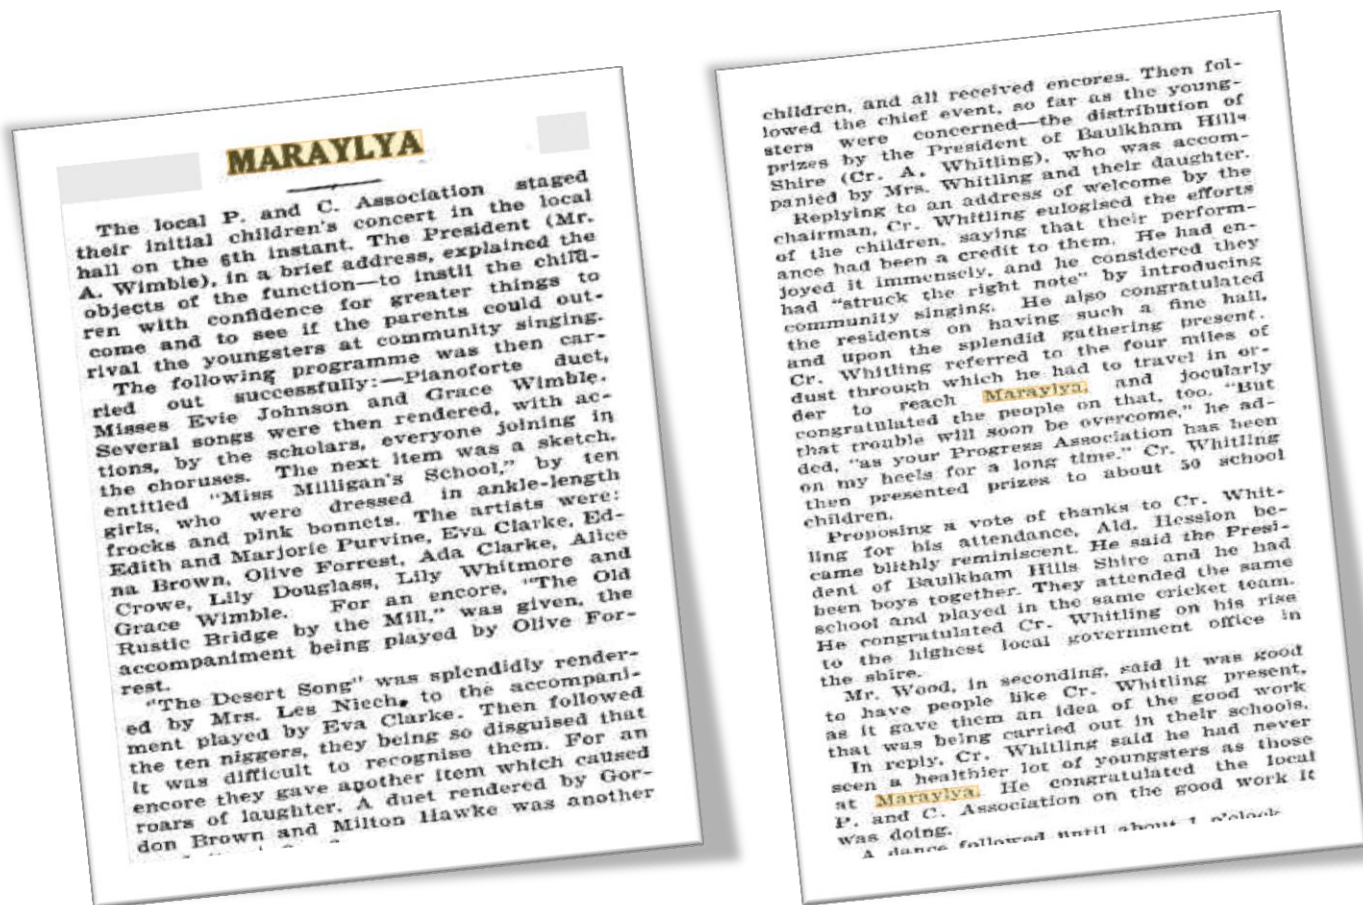 MARAYLYA
The local P. and C. Association staged
their initial children's concert in the local
hall on the 6th instant. The President (Mr.
A. Wimble), in a brief address, explained the
objects of the function—to instil the child-
ren with confidence for greater things to
come and to see if the parents could out-
rival the youngsters at community singing.
The following programme was then car-
ried out successfully:—Pianoforte duet,
Misses Evie Johnson and Grace Wimble.
Several songs were then rendered, with ac-
tions, by the scholars, everyone joining in
the choruses. The next item was a sketch,
entitled "Miss Milligan's School," by ten
girls, who were dressed in ankle-length
frocks and pink bonnets. The artists were:
Edith and Marjorie Purvine, Eva Clarke, Ed-
na Brown, Olive Forrest, Ada Clarke, Alice
Crowe, Lily Douglass, Lily Whitmore and
Grace Wimble. For an encore, "The Old
Rustic Bridge by the Mill," was given, the
accompaniment being played by Olive For-
rest.
"The Desert Song" was splendidly render-
ed by Mrs. Les Niech, to the accompani-
ment played by Eva Clarke. Then followed
the ten niggers, they being so disguised that
it was difficult to recognise them. For an
encore they gave another item which caused
roars of laughter. A duet rendered by Gor-
don Brown and Milton Hawke was another
children, and all received encores. Then fol-
lowed the chief event, so far as the young-
sters were concerned—the distribution of
prizes by the President of Baulkham Hills
Shire (Cr. A. Whitling), who was accom-
panied by Mrs. Whitling and their daughter.
Replying to an address of welcome by the
chairman, Cr. Whitling eulogised the efforts
of the children, saying that their perform-
ance had been a credit to them. He had en-
joyed it immensely, and he considered they
had "struck the right note" by introducing
community singing. He also congratulated
the residents on having such a fine hall,
and upon the splendid gathering present.
Cr. Whitling referred to the four miles of
dust through which he had to travel in or-
der to reach Maraylya, and jocularly
congratulated the people on that, too. "But
that trouble will soon be overcome," he ad-
ded, "as your Progress Association has been
on my heels for a long time." Cr. Whitling
then presented prizes to about 50 school
children.
Proposing a vote of thanks to Cr. Whit-
ling for his attendance, Ald. Hession be-
came blithly reminiscent. He said the Presi-
dent of Baulkham Hills Shire and he had
been boys together. They attended the same
school and played in the same cricket team.
He congratulated Cr. Whitling on his rise
to the highest local government office in
the shire.
Mr. Wood, in seconding, said it was good
to have people like Cr. Whitling present,
as it gave them an idea of the good work
that was being carried out in their schools.
In reply, Cr. Whitling said he had never
seen a healthier lot of youngsters as those
at Maraylya. He congratulated the local
P. and C. Association on the good work it
was doing.
A dance followed until about 1 o'clock